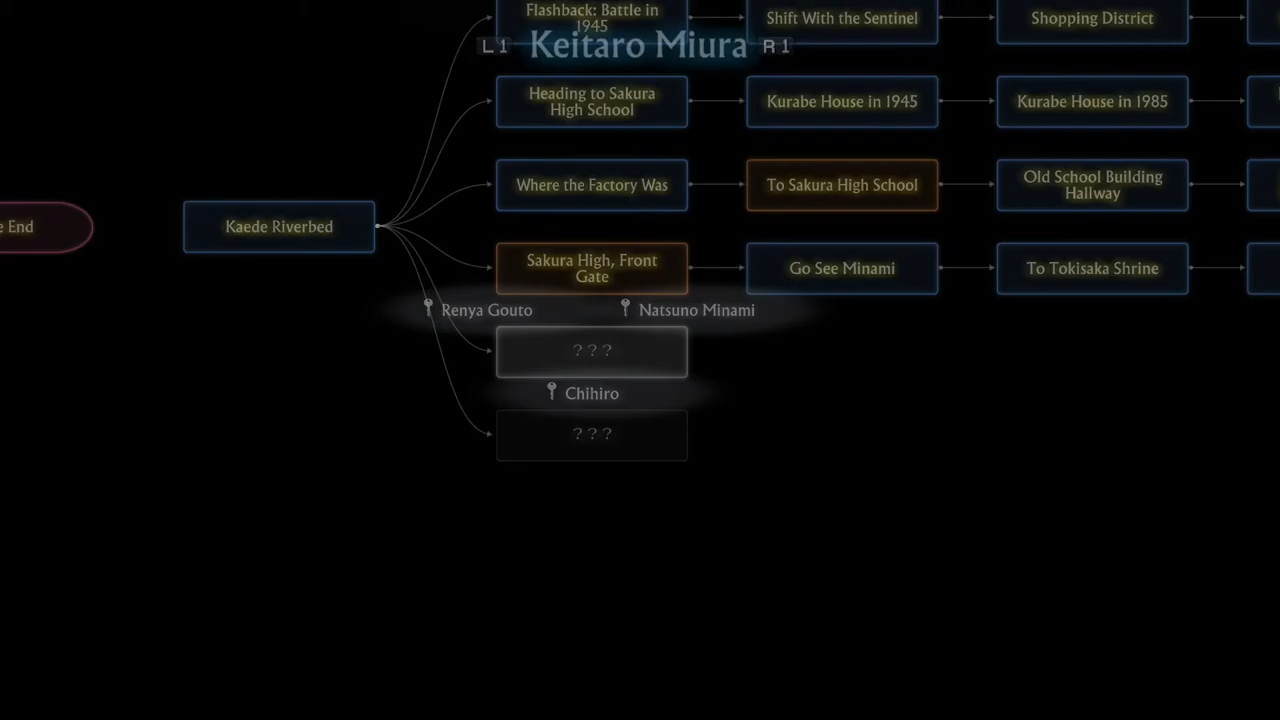 Flashback: Battle in
1945
Shift With the Sentinel
Shopping District
L1 Keitaro Miura R1
Heading to Sakura
High School
Kurabe House in 1945
Kurabe House in 1985
Where the Factory Was
To Sakura High School
Old School Building
Hallway
e End
Kaede Riverbed
Sakura High, Front
Gate
Go See Minami
To Tokisaka Shrine
Renya Gouto
Natsuno Minami
? ? ?
Chihiro
? ? ?